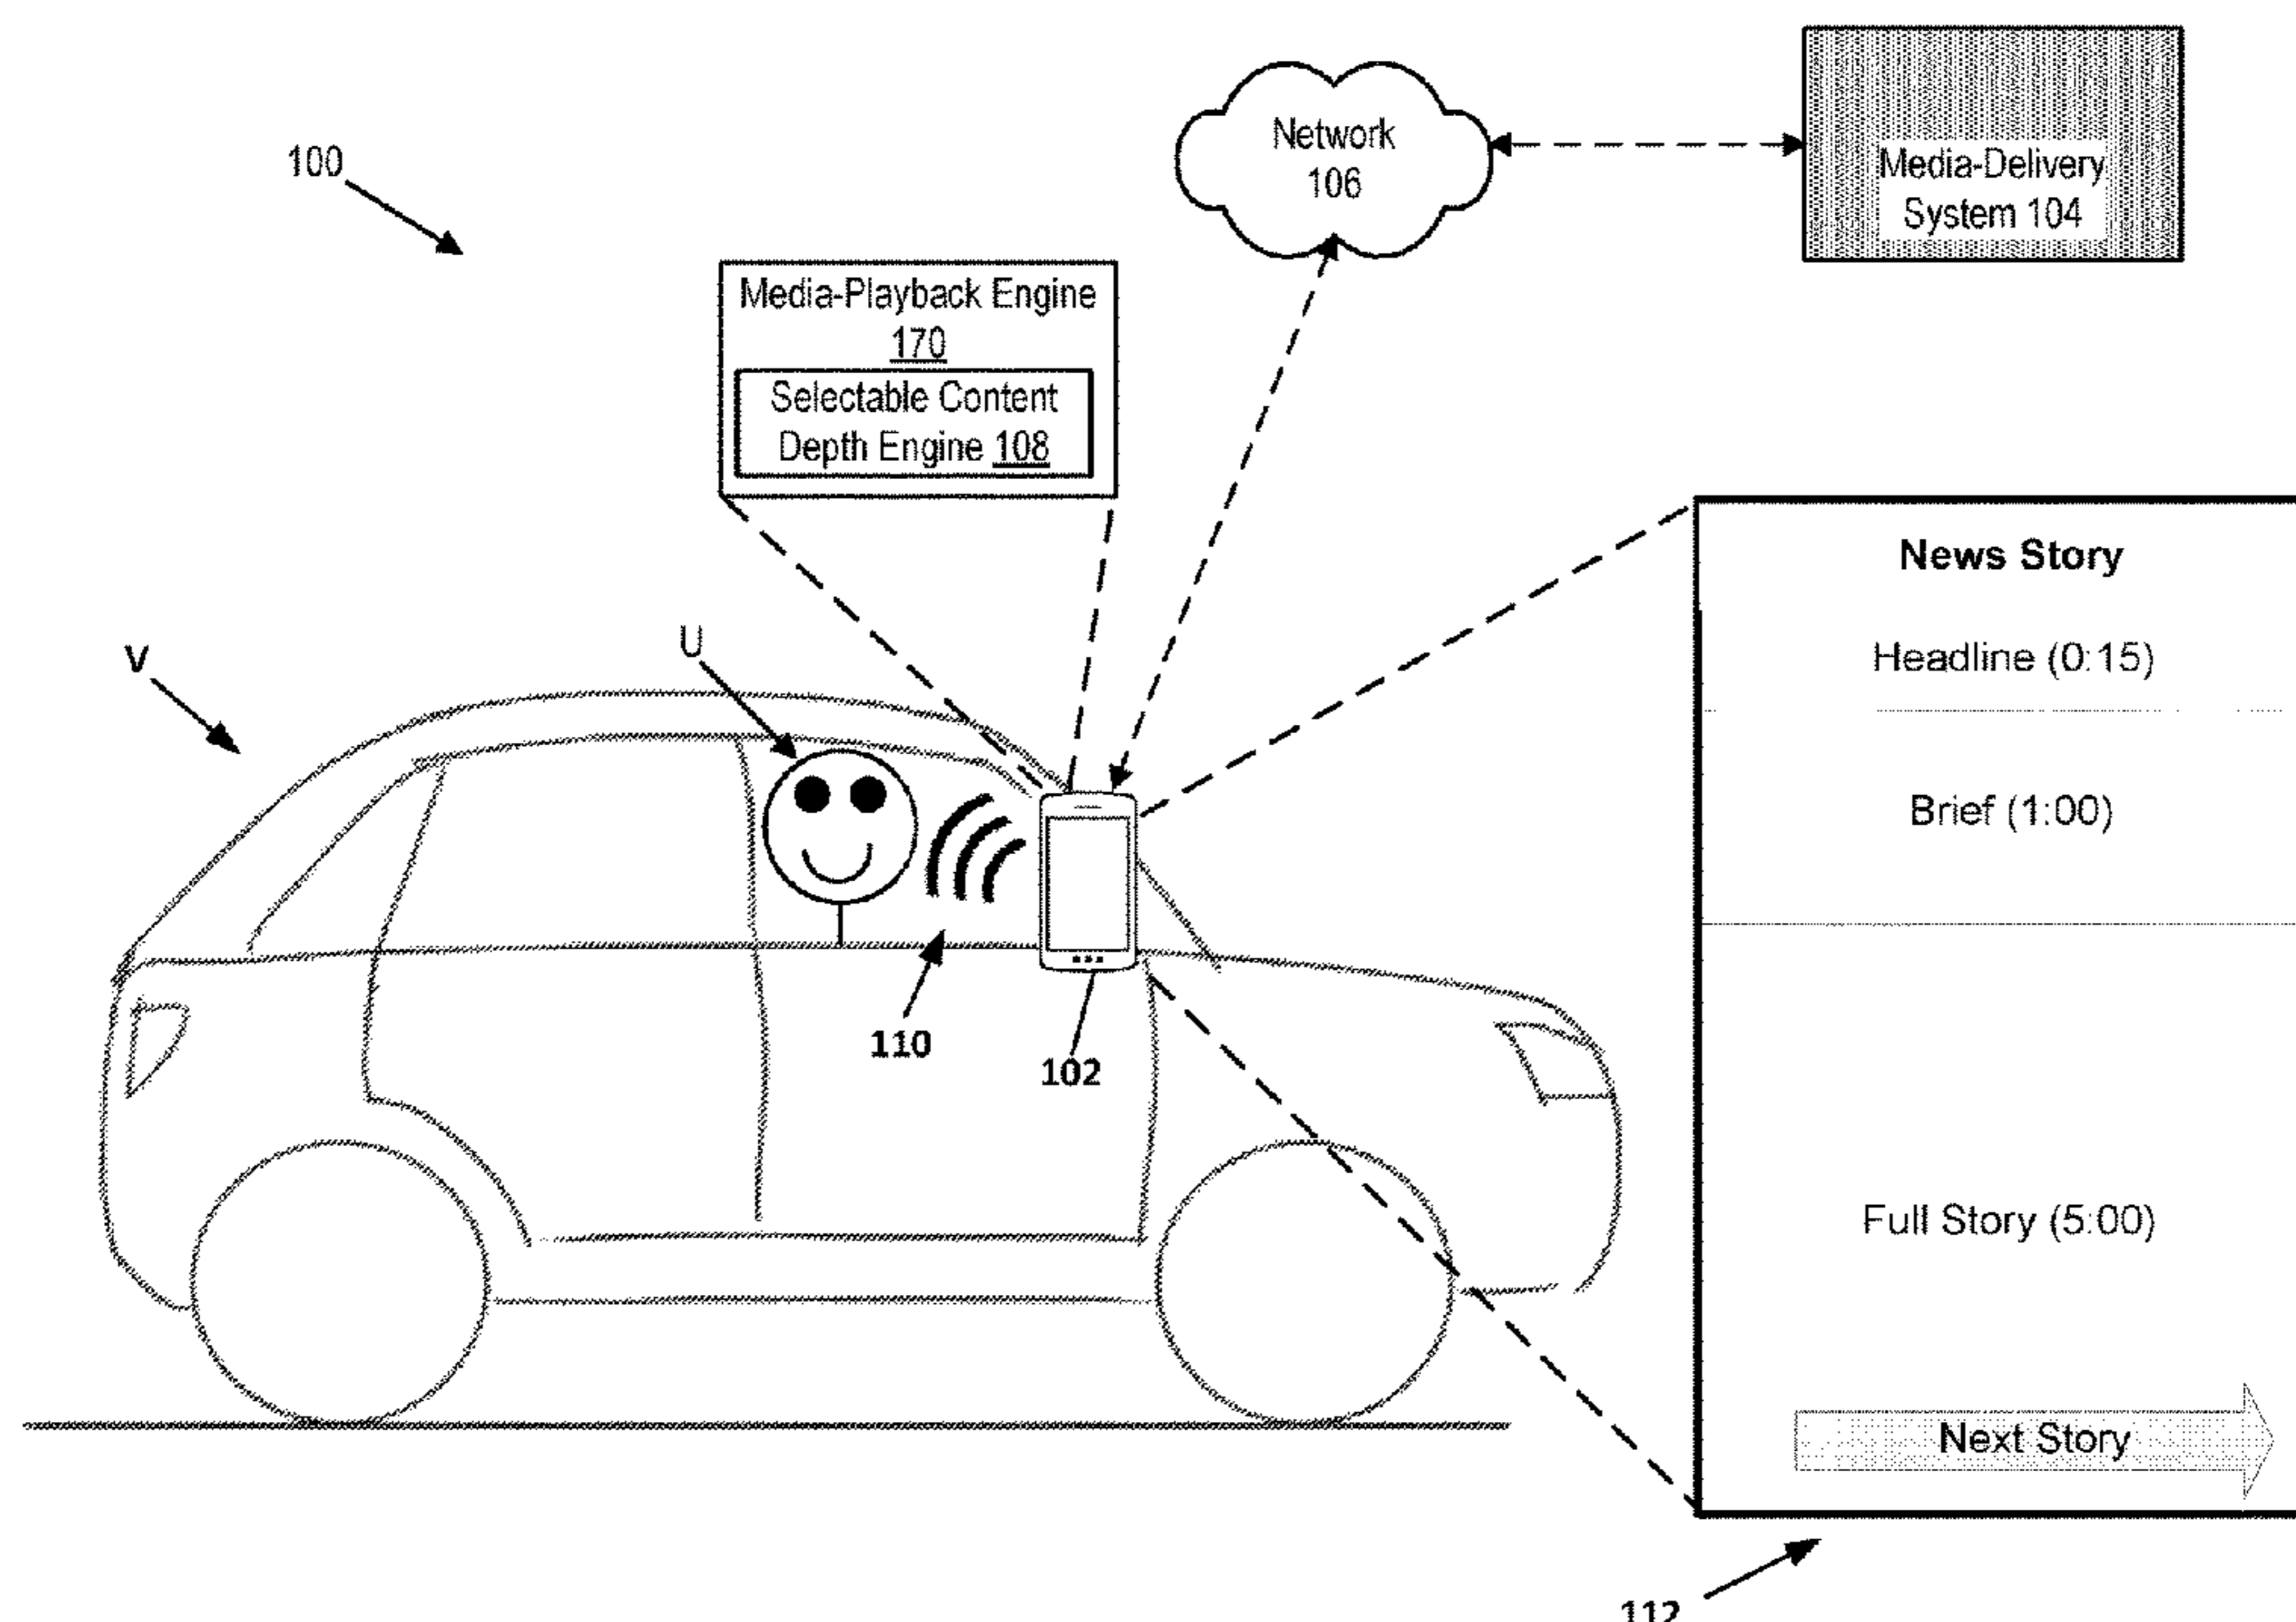 100
Network
106
Media-Delivery
System 104
Media-Playback Engine
170
Selectable Content
Depth Engine 108
V
U
110
102
News Story
Headline (0:15)
Brief (1:00)
Full Story (5:00)
Next Story
112